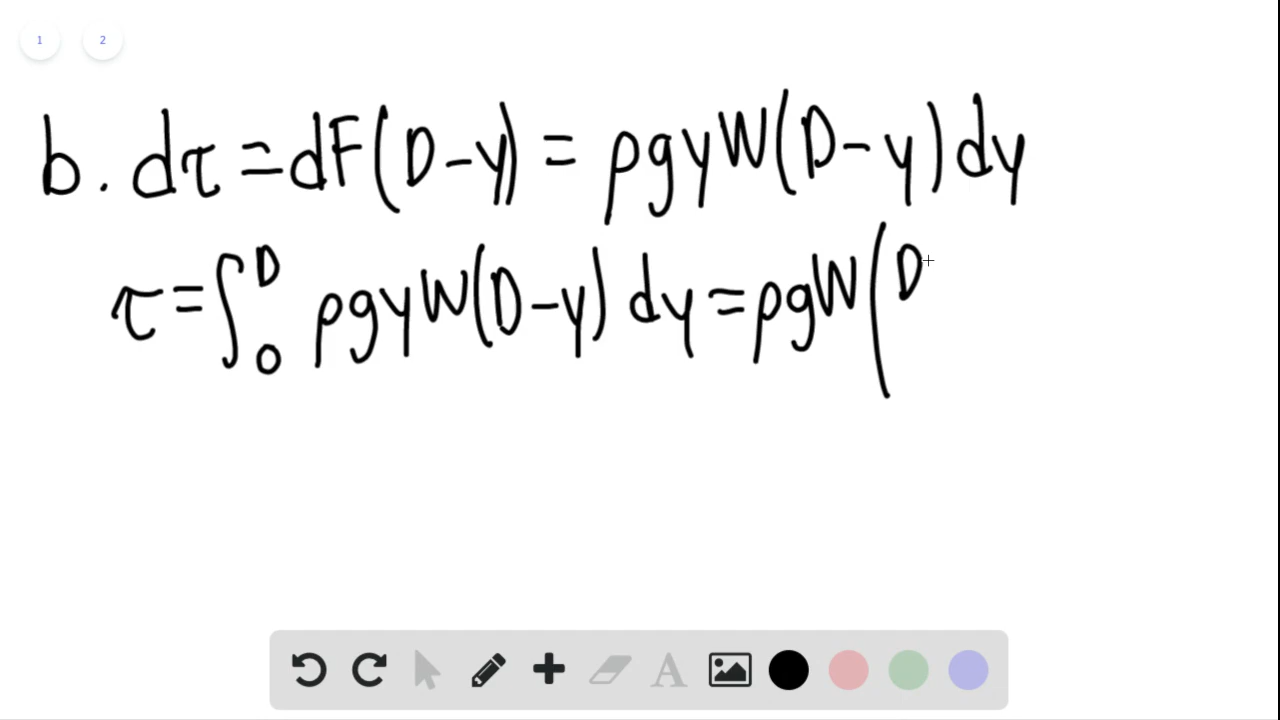 1 2
b. dτ = dF(D-y) = ρgyW(D-y)dy
τ = ∫₀ᴰ ρgyW(D-y) dy = ρgW(D
A